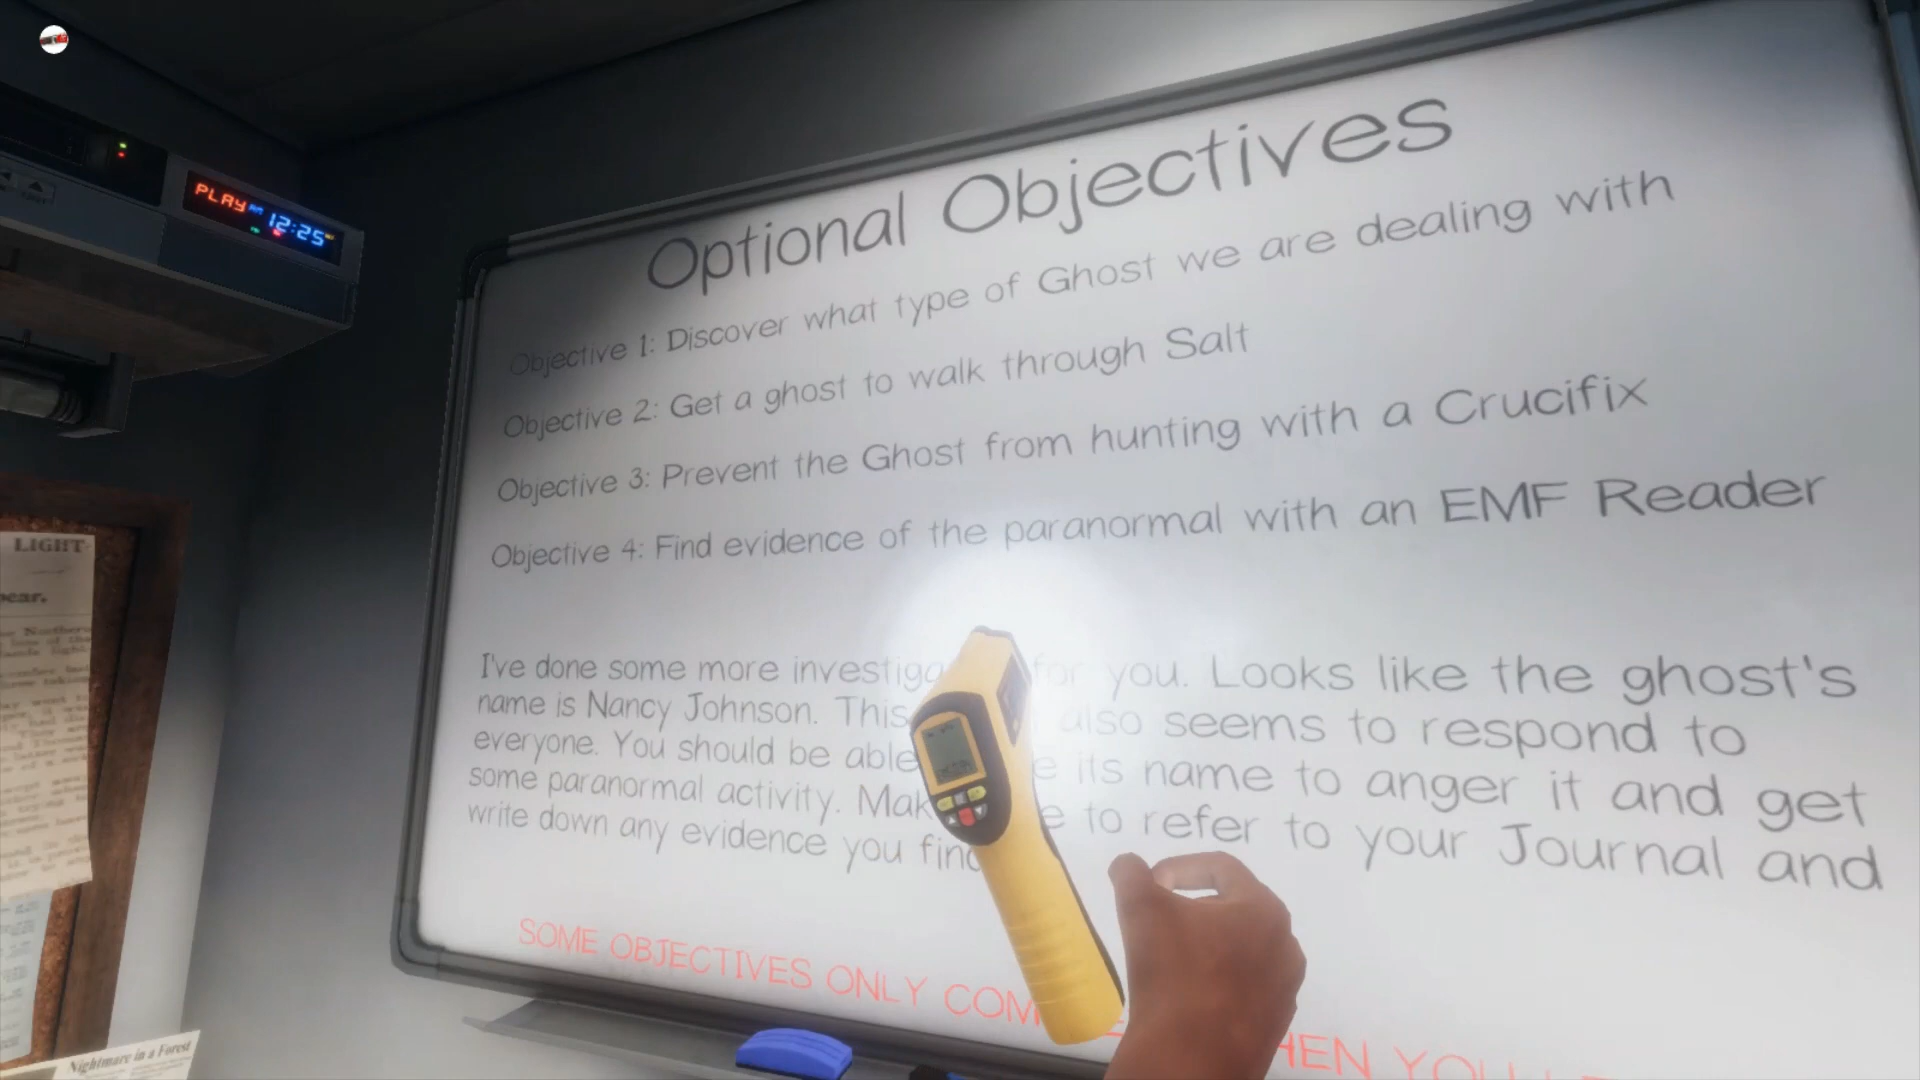 PLAY AM 12:25
Optional Objectives
Objective 1: Discover what type of Ghost we are dealing with
Objective 2: Get a ghost to walk through Salt
Objective 3: Prevent the Ghost from hunting with a Crucifix
Objective 4: Find evidence of the paranormal with an EMF Reader
I've done some more for you. Looks like the ghost's
name is Nancy Johnson. This also seems to respond to
everyone. You should be able its name to anger it and get
some paranormal activity. to refer to your Journal and
write down any evidence you
SOME OBJECTIVES ONLY
LIGHT
Nightmare in a Forest